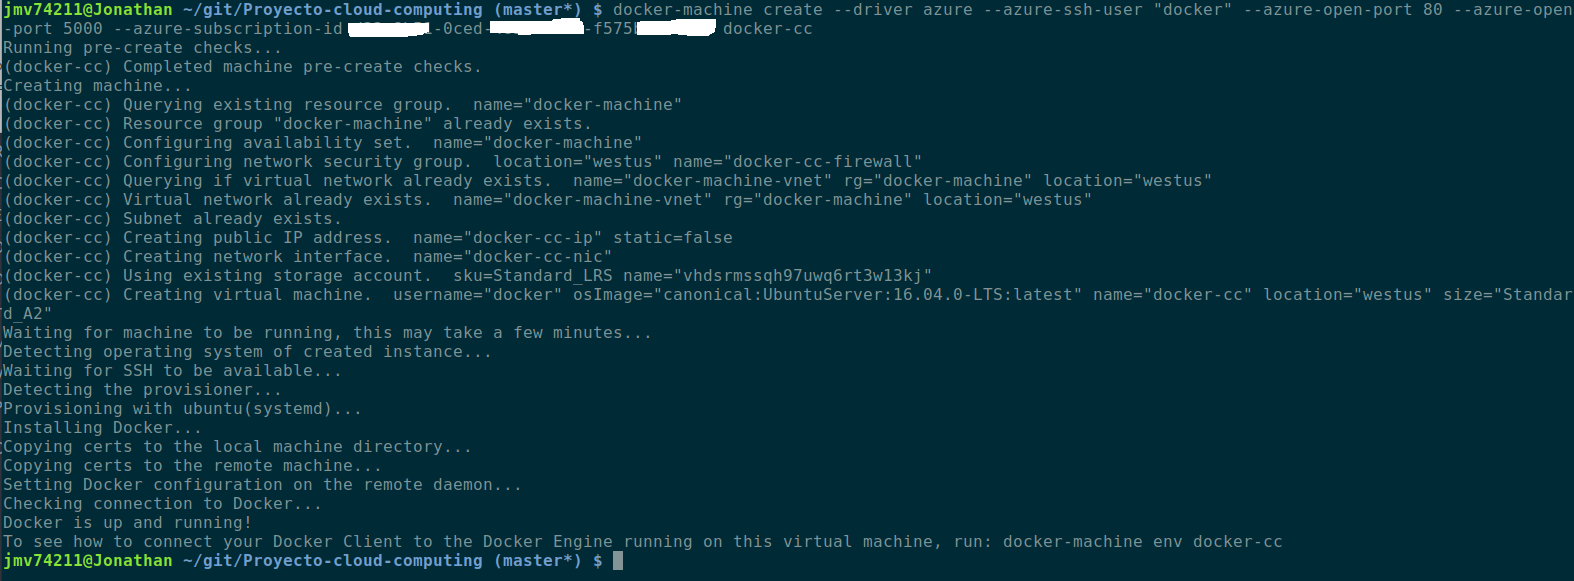 jmv74211@Jonathan ~/git/Proyecto-cloud-computing (master*) $ docker-machine create --driver azure --azure-ssh-user "docker" --azure-open-port 80 --azure-open
-port 5000 --azure-subscription-id -0ced- -f575 docker-cc
Running pre-create checks...
(docker-cc) Completed machine pre-create checks.
Creating machine...
(docker-cc) Querying existing resource group.  name="docker-machine"
(docker-cc) Resource group "docker-machine" already exists.
(docker-cc) Configuring availability set.  name="docker-machine"
(docker-cc) Configuring network security group.  location="westus" name="docker-cc-firewall"
(docker-cc) Querying if virtual network already exists.  name="docker-machine-vnet" rg="docker-machine" location="westus"
(docker-cc) Virtual network already exists.  name="docker-machine-vnet" rg="docker-machine" location="westus"
(docker-cc) Subnet already exists.
(docker-cc) Creating public IP address.  name="docker-cc-ip" static=false
(docker-cc) Creating network interface.  name="docker-cc-nic"
(docker-cc) Using existing storage account.  sku=Standard_LRS name="vhdsrmssqh97uwq6rt3w13kj"
(docker-cc) Creating virtual machine.  username="docker" osImage="canonical:UbuntuServer:16.04.0-LTS:latest" name="docker-cc" location="westus" size="Standar
d_A2"
Waiting for machine to be running, this may take a few minutes...
Detecting operating system of created instance...
Waiting for SSH to be available...
Detecting the provisioner...
Provisioning with ubuntu(systemd)...
Installing Docker...
Copying certs to the local machine directory...
Copying certs to the remote machine...
Setting Docker configuration on the remote daemon...
Checking connection to Docker...
Docker is up and running!
To see how to connect your Docker Client to the Docker Engine running on this virtual machine, run: docker-machine env docker-cc
jmv74211@Jonathan ~/git/Proyecto-cloud-computing (master*) $